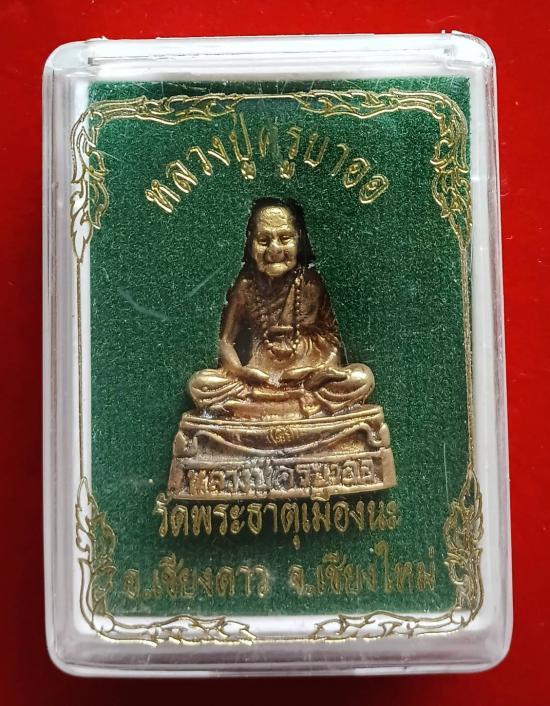 หลวงปู่ครูบาออ
หลวงปู่ครูบาออ
วัดพระธาตุเมืองนะ
อ.เชียงดาว จ.เชียงใหม่